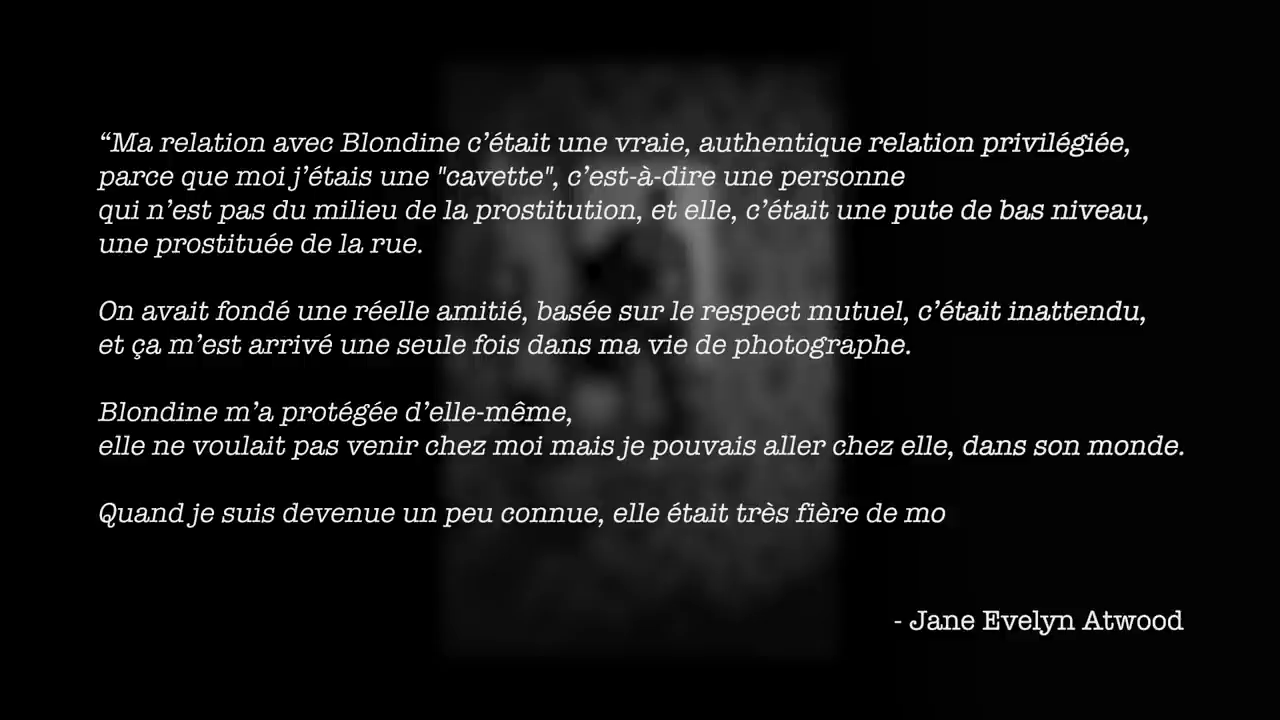 “Ma relation avec Blondine c’était une vraie, authentique relation privilégiée,
parce que moi j’étais une "cavette", c’est-à-dire une personne
qui n’est pas du milieu de la prostitution, et elle, c’était une pute de bas niveau,
une prostituée de la rue.
On avait fondé une réelle amitié, basée sur le respect mutuel, c’était inattendu,
et ça m’est arrivé une seule fois dans ma vie de photographe.
Blondine m’a protégée d’elle-même,
elle ne voulait pas venir chez moi mais je pouvais aller chez elle, dans son monde.
Quand je suis devenue un peu connue, elle était très fière de mo
- Jane Evelyn Atwood